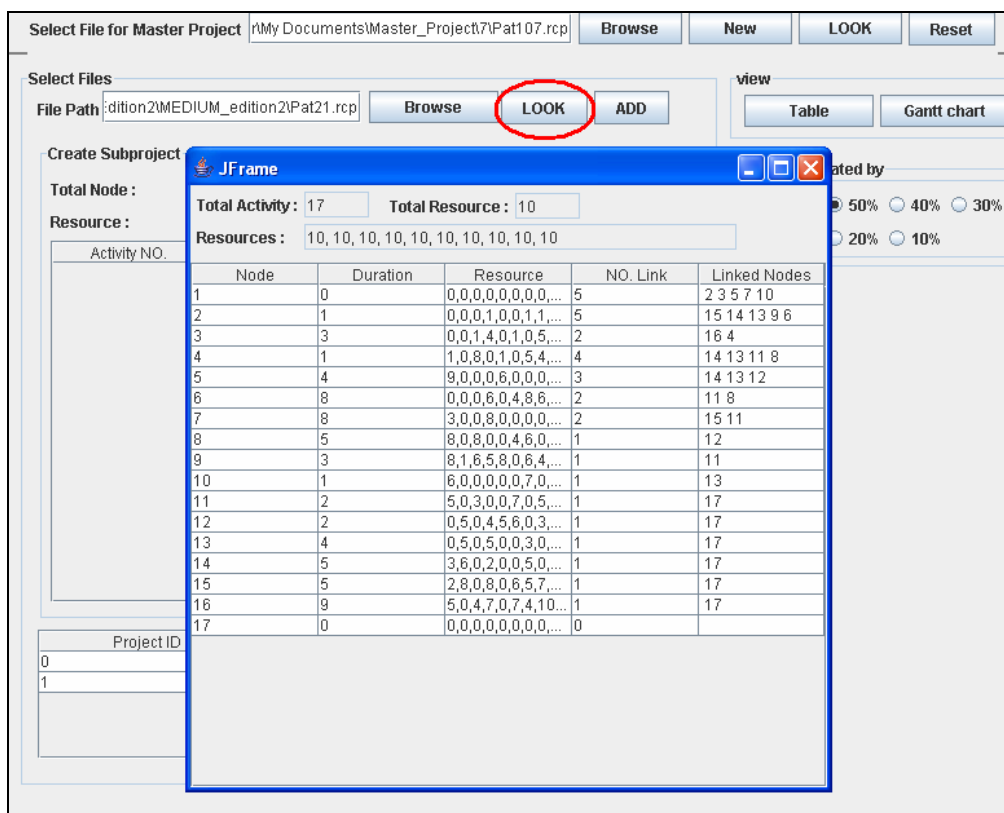 Select File for Master Project r\My Documents\Master_Project\7\Pat107.rcp Browse New LOOK Reset
Select Files view
File Path :dition2\MEDIUM_edition2\Pat21.rcp Browse LOOK ADD Table Gantt chart
Create Subproject ated by
JFrame
Total Node :
Total Activity : 17 Total Resource : 10 50% 40% 30%
Resource :
Resources : 10, 10, 10, 10, 10, 10, 10, 10, 10, 10 20% 10%
Activity NO.
Node Duration Resource NO. Link Linked Nodes
1 0 0,0,0,0,0,0,0,0,... 5 2 3 5 7 10
2 1 0,0,0,1,0,0,1,1,... 5 15 14 13 9 6
3 3 0,0,1,4,0,1,0,5,... 2 16 4
4 1 1,0,8,0,1,0,5,4,... 4 14 13 11 8
5 4 9,0,0,0,6,0,0,0,... 3 14 13 12
6 8 0,0,0,6,0,4,8,6,... 2 11 8
7 8 3,0,0,8,0,0,0,0,... 2 15 11
8 5 8,0,8,0,0,4,6,0,... 1 12
9 3 8,1,6,5,8,0,6,4,... 1 11
10 1 6,0,0,0,0,0,7,0,... 1 13
11 2 5,0,3,0,0,7,0,5,... 1 17
12 2 0,5,0,4,5,6,0,3,... 1 17
13 4 0,5,0,5,0,0,3,0,... 1 17
14 5 3,6,0,2,0,0,5,0,... 1 17
15 5 2,8,0,8,0,6,5,7,... 1 17
16 9 5,0,4,7,0,7,4,10... 1 17
17 0 0,0,0,0,0,0,0,0,... 0
Project ID
0
1